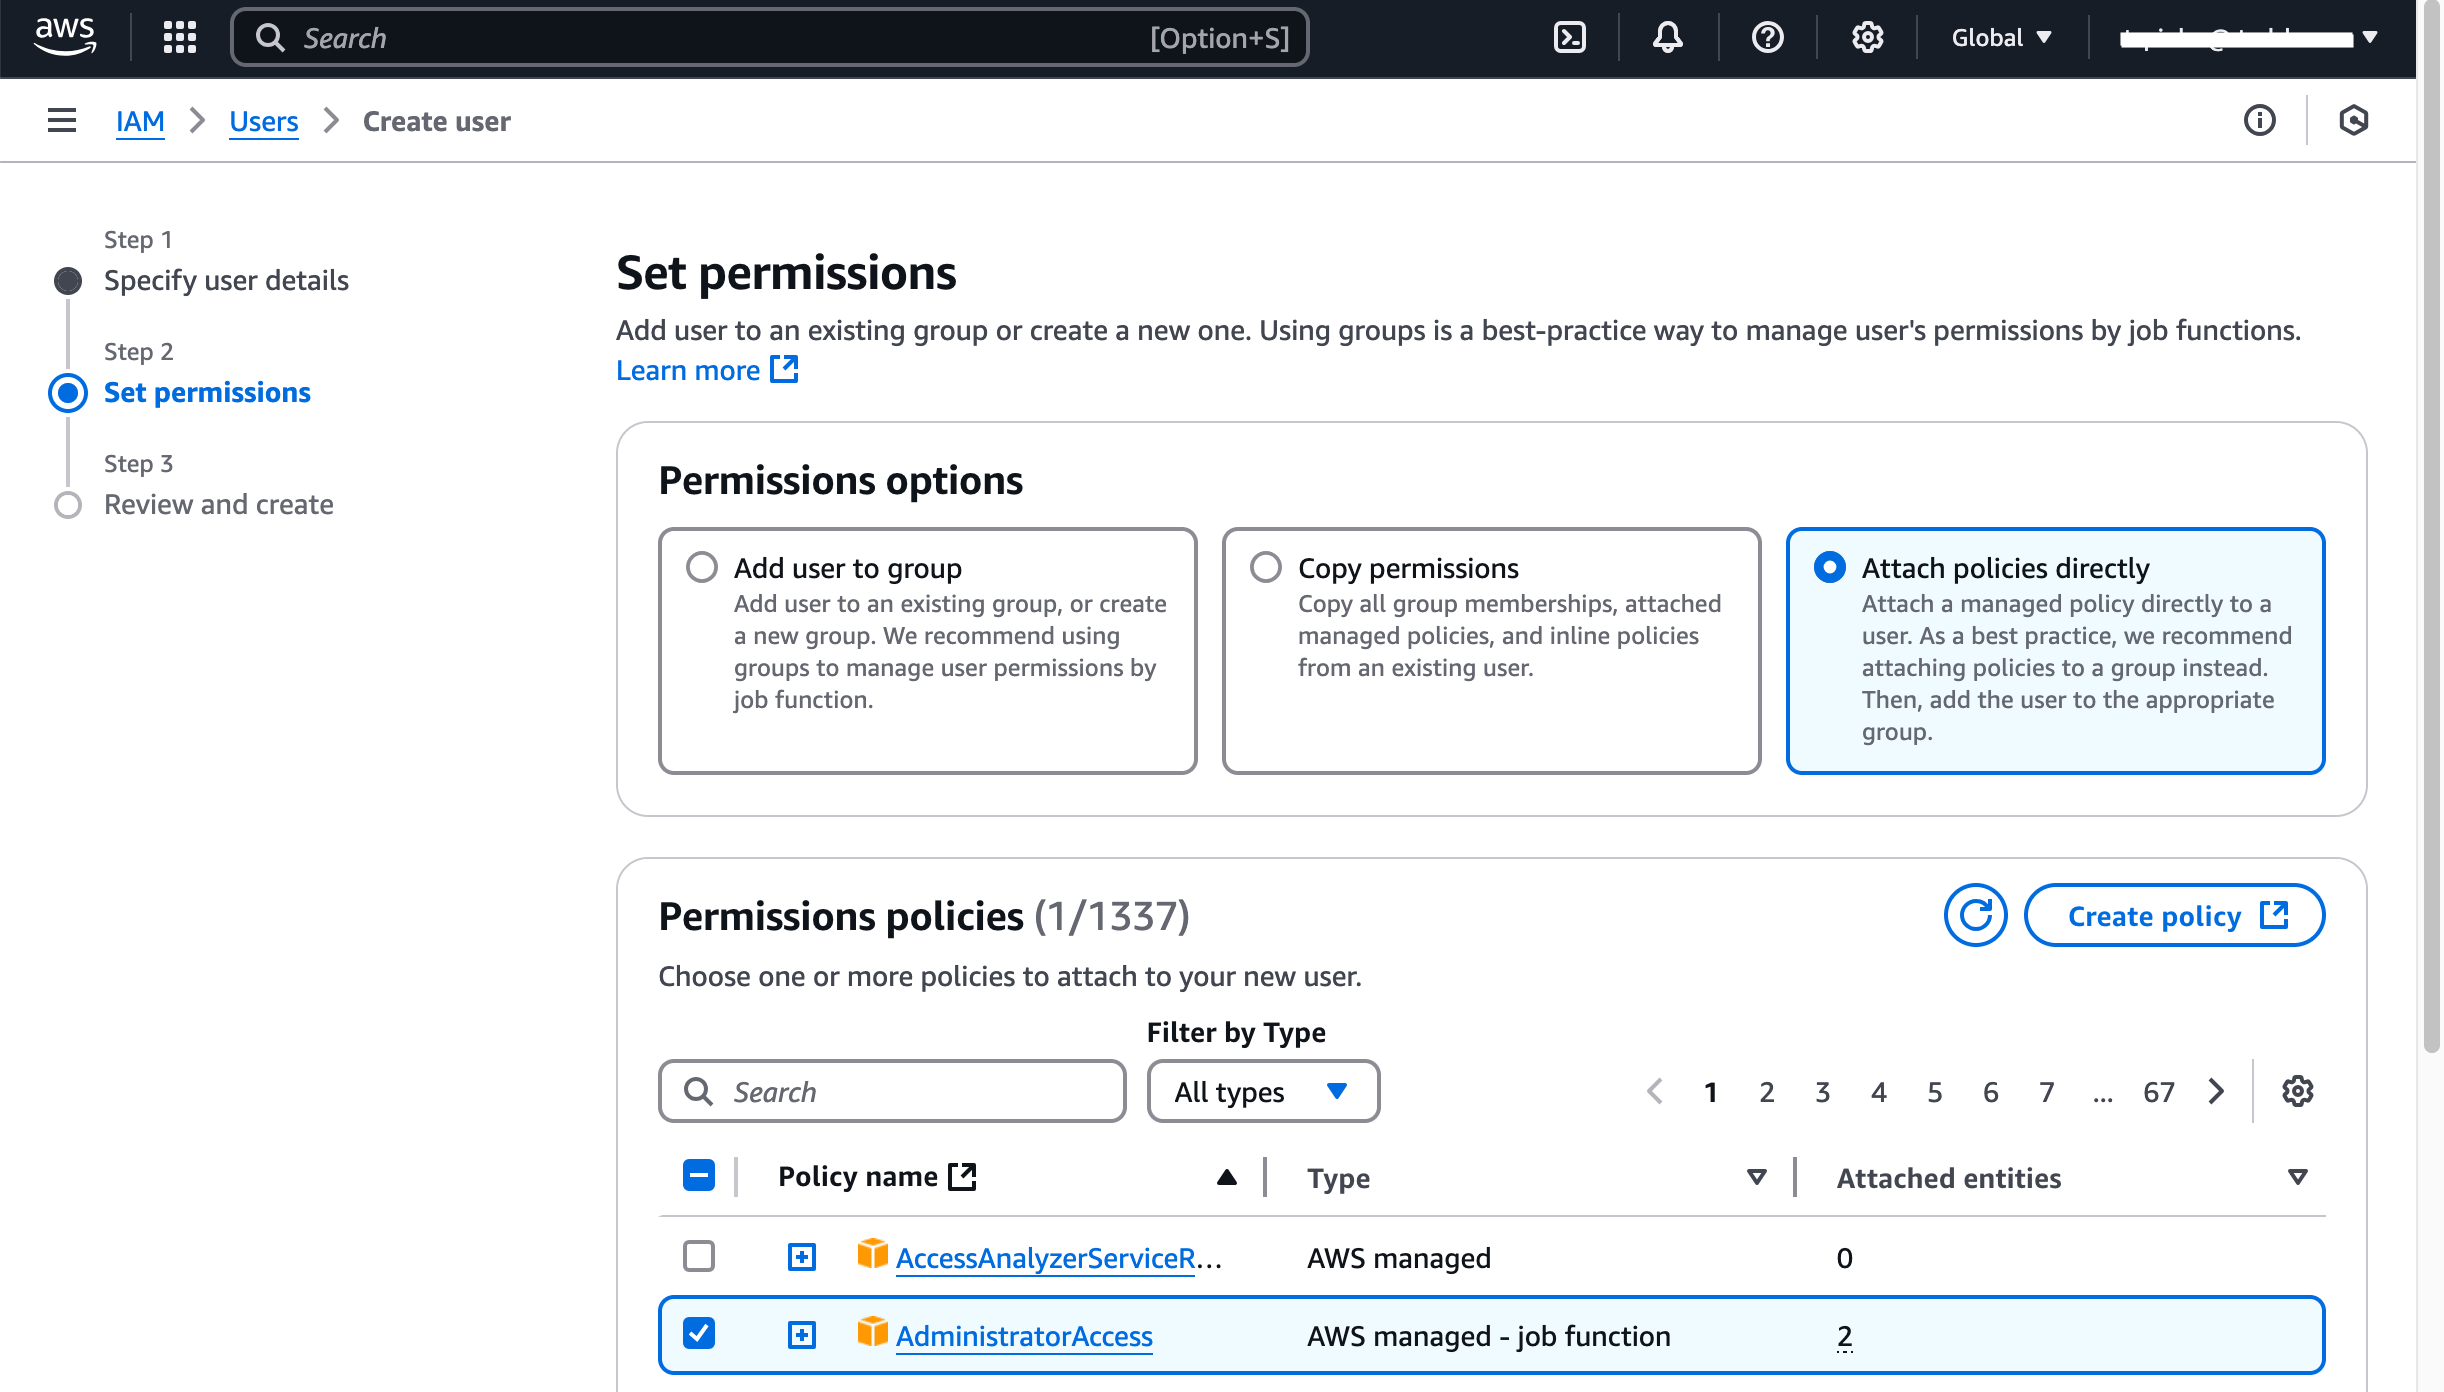 aws
Search [Option+S]
Global
IAM
Users
Create user
Step 1
Specify user details
Step 2
Set permissions
Step 3
Review and create
Set permissions
Add user to an existing group or create a new one. Using groups is a best-practice way to manage user's permissions by job functions.
Learn more
Permissions options
Add user to group
Add user to an existing group, or create
a new group. We recommend using
groups to manage user permissions by
job function.
Copy permissions
Copy all group memberships, attached
managed policies, and inline policies
from an existing user.
Attach policies directly
Attach a managed policy directly to a
user. As a best practice, we recommend
attaching policies to a group instead.
Then, add the user to the appropriate
group.
Permissions policies (1/1337)
Create policy
Choose one or more policies to attach to your new user.
Filter by Type
Search
All types
1 2 3 4 5 6 7 ... 67
Policy name Type Attached entities
AccessAnalyzerServiceR... AWS managed 0
AdministratorAccess AWS managed - job function 2